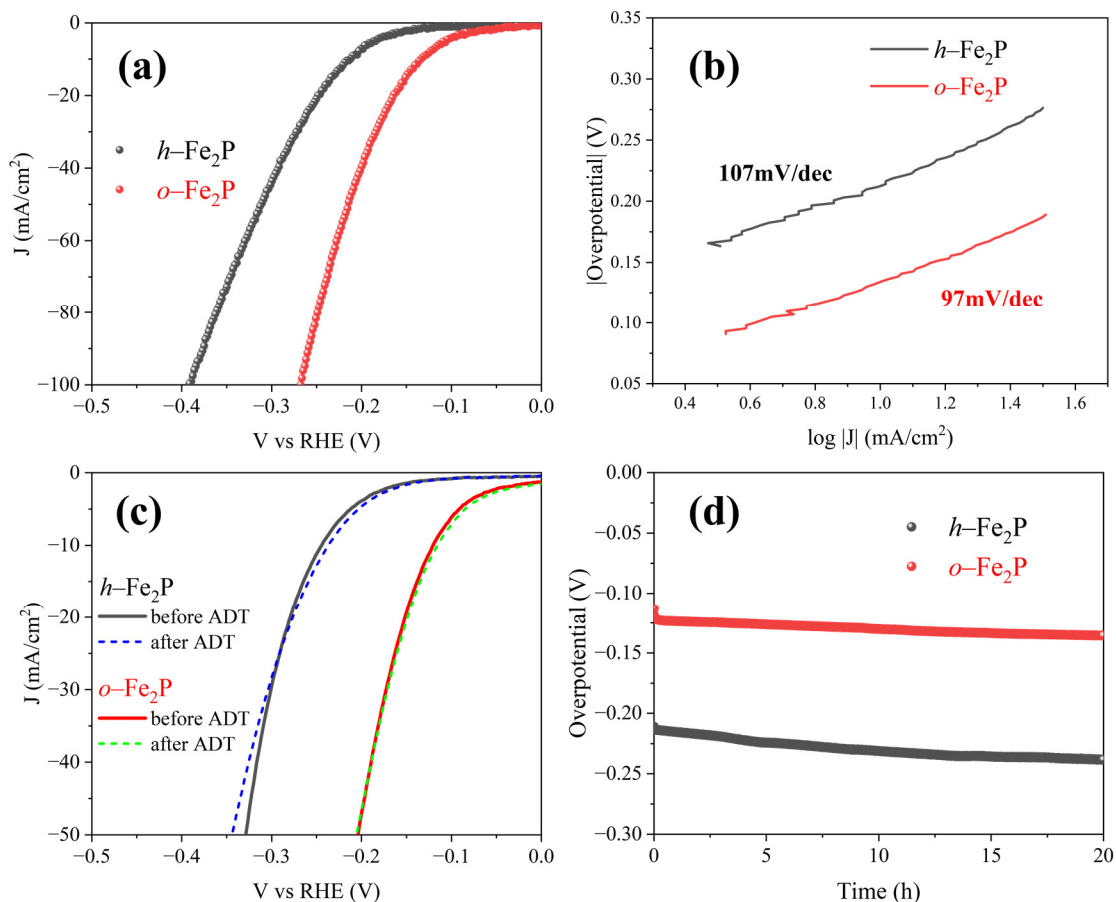 (a)
h–Fe₂P
o–Fe₂P
J (mA/cm²)
0
−20
−40
−60
−80
−100
−0.5
−0.4
−0.3
−0.2
−0.1
0.0
V vs RHE (V)
(b)
h–Fe₂P
o–Fe₂P
107mV/dec
97mV/dec
|Overpotential| (V)
0.35
0.30
0.25
0.20
0.15
0.10
0.05
0.4
0.6
0.8
1.0
1.2
1.4
1.6
log |J| (mA/cm²)
(c)
h–Fe₂P
before ADT
after ADT
o–Fe₂P
before ADT
after ADT
J (mA/cm²)
0
−10
−20
−30
−40
−50
−0.5
−0.4
−0.3
−0.2
−0.1
0.0
V vs RHE (V)
(d)
h–Fe₂P
o–Fe₂P
Overpotential (V)
0.00
−0.05
−0.10
−0.15
−0.20
−0.25
−0.30
0
5
10
15
20
Time (h)